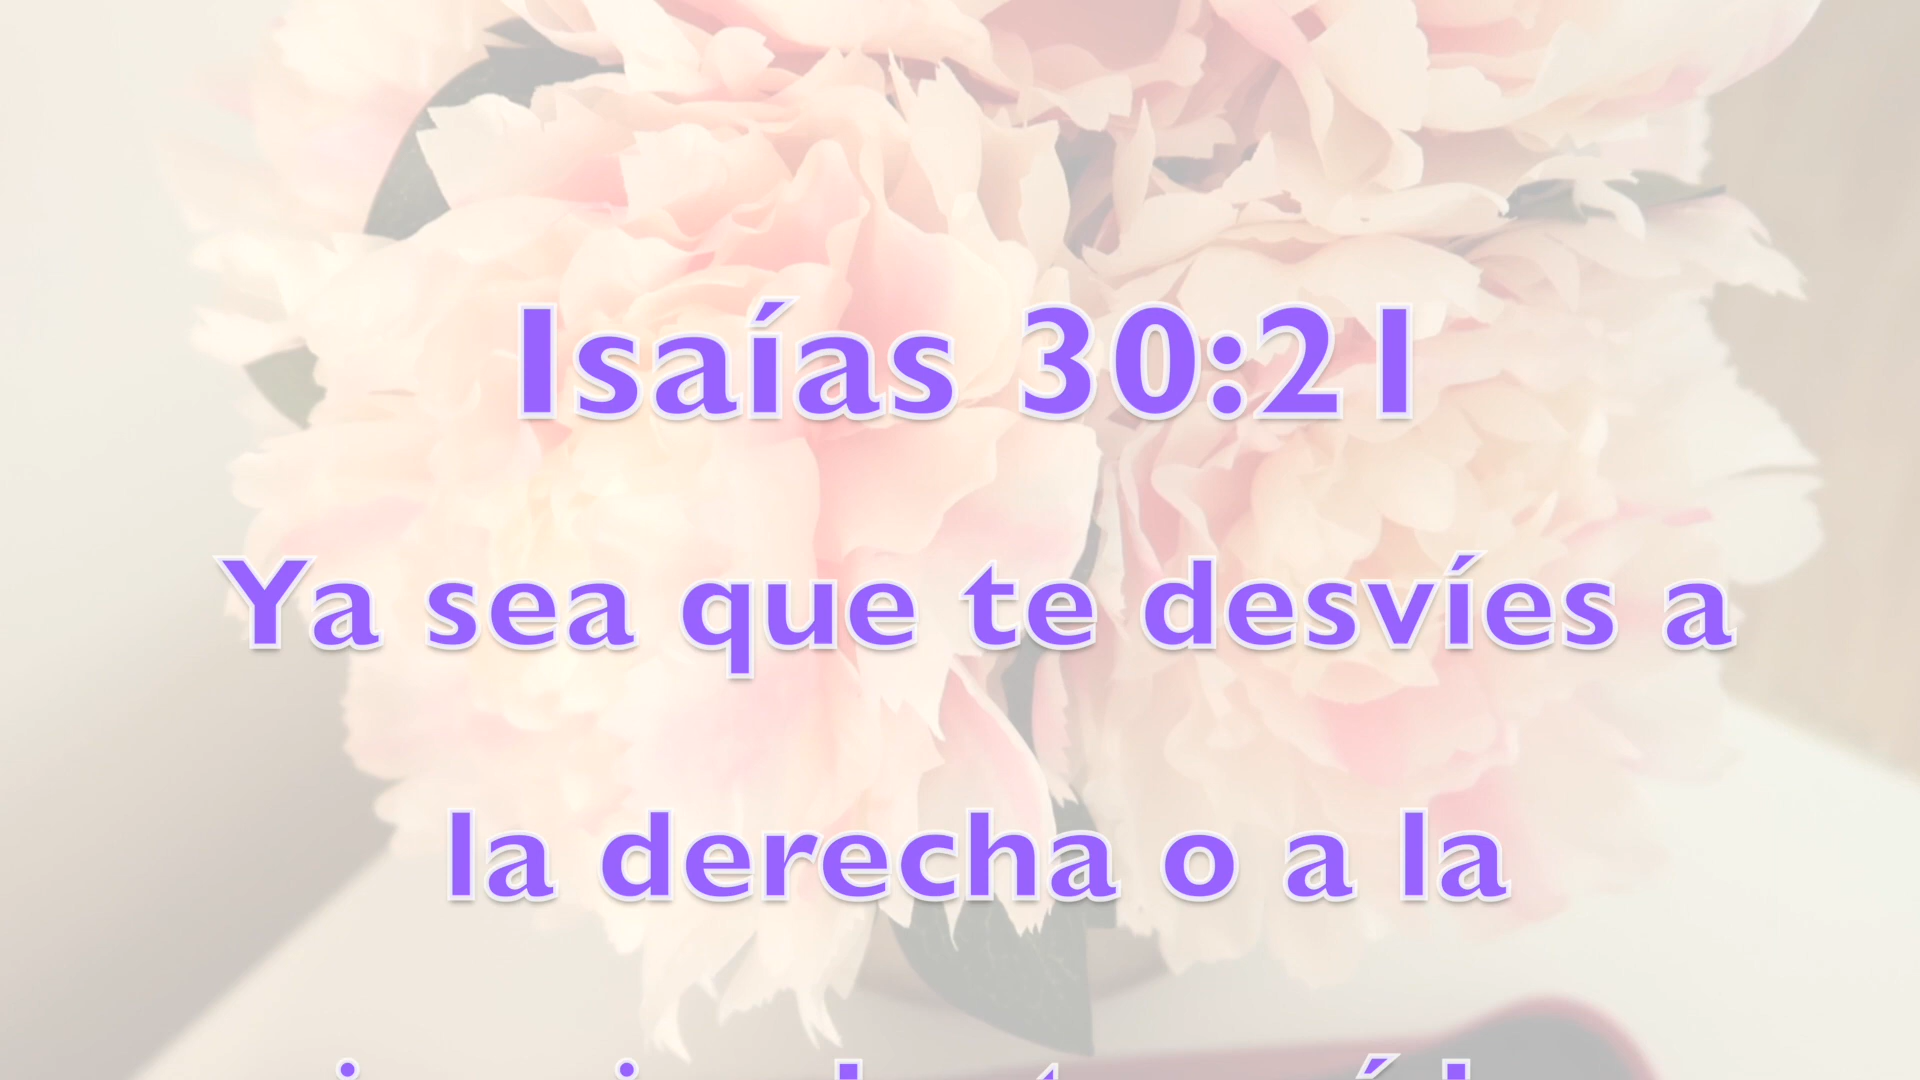 Isaías 30:21
Ya sea que te desvíes a
la derecha o a la